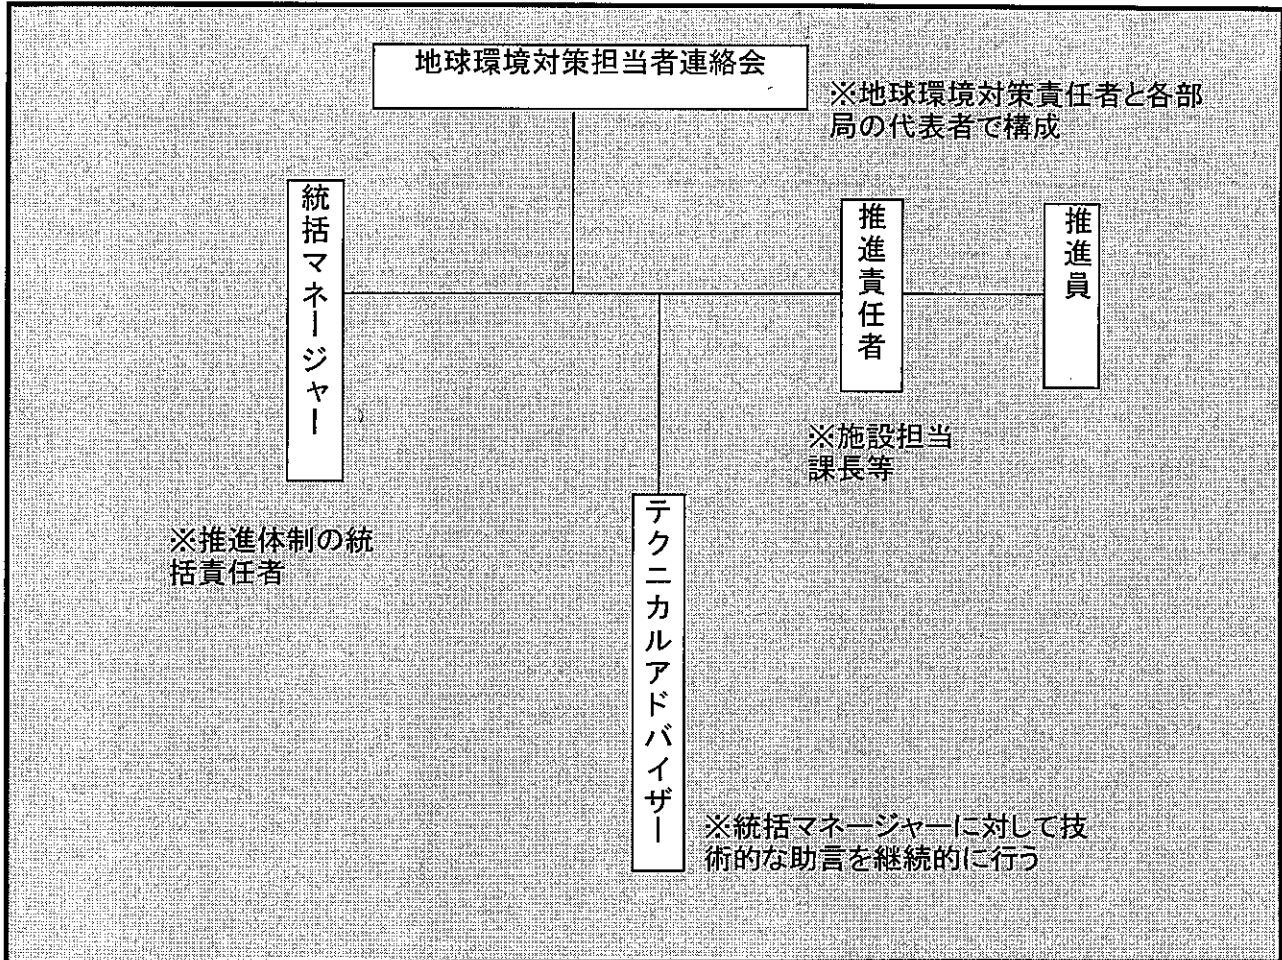 地球環境対策担当者連絡会
※地球環境対策責任者と各部
局の代表者で構成
統括マネージャー
推進責任者
推進員
※施設担当
課長等
※推進体制の統
括責任者
テクニカルアドバイザー
※統括マネージャーに対して技
術的な助言を継続的に行う